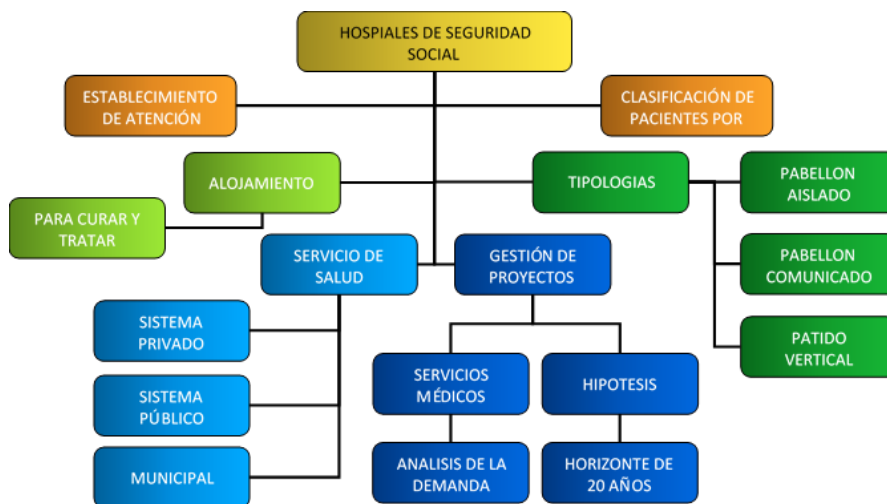 HOSPIALES DE SEGURIDAD
SOCIAL
ESTABLECIMIENTO
DE ATENCIÓN
CLASIFICACIÓN DE
PACIENTES POR
ALOJAMIENTO
TIPOLOGIAS
PABELLON
AISLADO
PARA CURAR Y
TRATAR
SERVICIO DE
SALUD
GESTIÓN DE
PROYECTOS
PABELLON
COMUNICADO
SISTEMA
PRIVADO
PATIDO
VERTICAL
SERVICIOS
MÉDICOS
HIPOTESIS
SISTEMA
PÚBLICO
MUNICIPAL
ANALISIS DE LA
DEMANDA
HORIZONTE DE
20 AÑOS